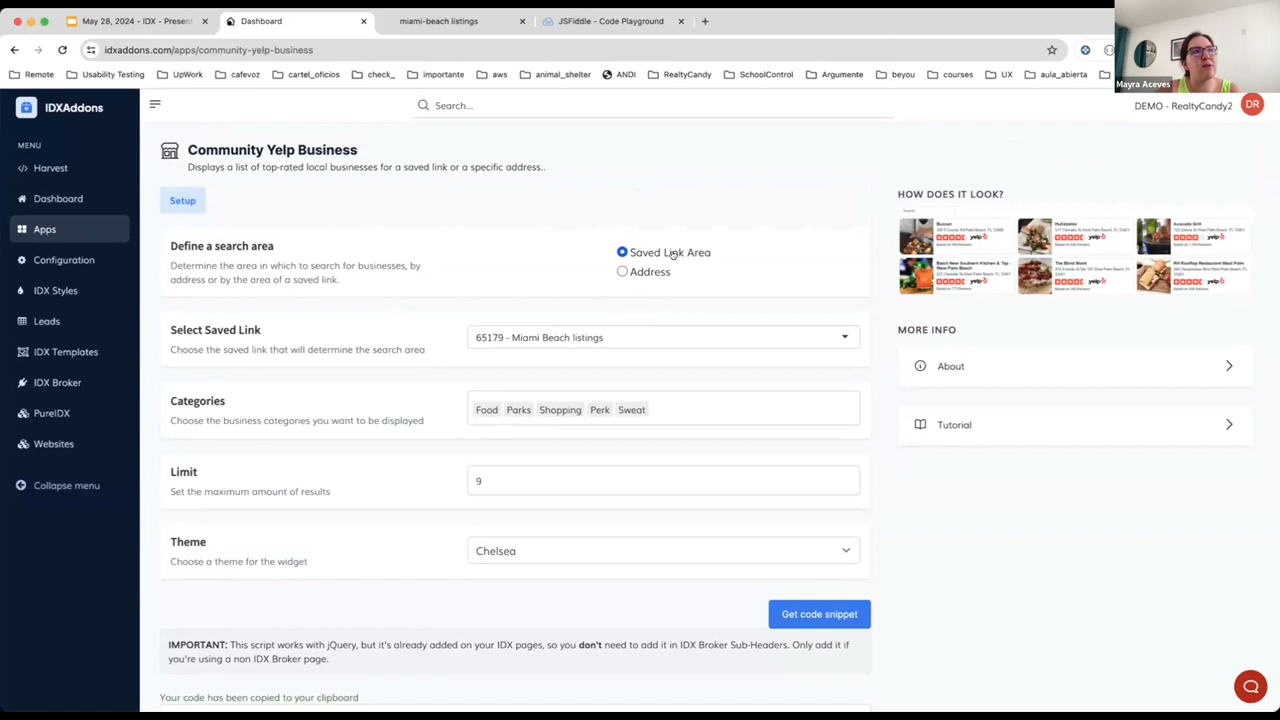 May 28, 2024 - IDX - Present
Dashboard
miami-beach listings
JSFiddle - Code Playground
idxaddons.com/apps/community-yelp-business
Remote
Usability Testing
UpWork
cafevoz
cartel_oficios
check_
importante
aws
animal_shelter
ANDI
RealtyCandy
SchoolControl
Argumente
beyou
courses
UX
aula_abierta
Mayra Aceves
IDXAddons
Search...
DEMO - RealtyCandy2
DR
MENU
Harvest
Dashboard
Apps
Configuration
IDX Styles
Leads
IDX Templates
IDX Broker
PureIDX
Websites
Collapse menu
Community Yelp Business
Displays a list of top-rated local businesses for a saved link or a specific address..
Setup
Define a search area
Determine the area in which to search for businesses, by
address or by the area of a saved link.
Saved Link Area
Address
Select Saved Link
Choose the saved link that will determine the search area
65179 - Miami Beach listings
Categories
Choose the business categories you want to be displayed
Food Parks Shopping Perk Sweat
Limit
Set the maximum amount of results
9
Theme
Choose a theme for the widget
Chelsea
Get code snippet
IMPORTANT: This script works with jQuery, but it's already added on your IDX pages, so you don't need to add it in IDX Broker Sub-Headers. Only add it if
you're using a non IDX Broker page.
Your code has been copied to your clipboard
HOW DOES IT LOOK?
yelp
yelp
yelp
yelp
yelp
yelp
MORE INFO
About
Tutorial